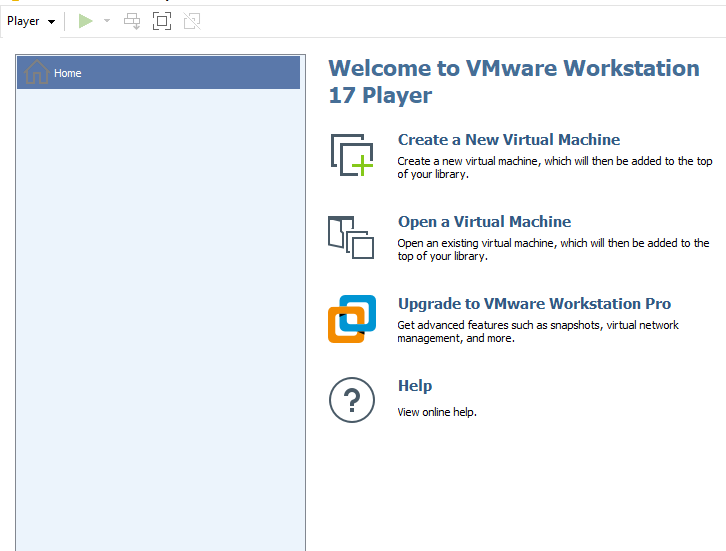 Player
Home
Welcome to VMware Workstation
17 Player
Create a New Virtual Machine
Create a new virtual machine, which will then be added to the top
of your library.
Open a Virtual Machine
Open an existing virtual machine, which will then be added to the
top of your library.
Upgrade to VMware Workstation Pro
Get advanced features such as snapshots, virtual network
management, and more.
?
Help
View online help.